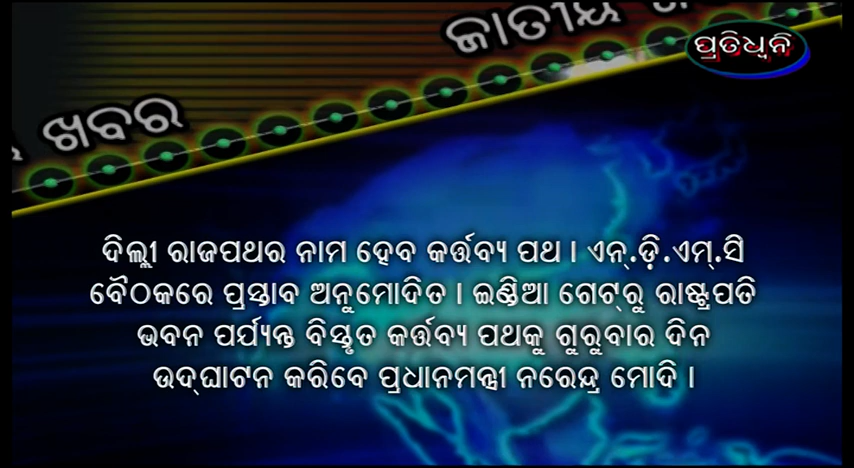 ଜାତୀୟ
ପ୍ରତିଧ୍ୱନି
ଖବର
ଦିଲ୍ଲୀ ରାଜପଥର ନାମ ହେବ କର୍ତ୍ତବ୍ୟ ପଥ । ଏନ୍.ଡ଼ି.ଏମ୍.ସି
ବୈଠକରେ ପ୍ରସ୍ତାବ ଅନୁମୋଦିତ । ଇଣ୍ଡିଆ ଗେଟ୍‌ରୁ ରାଷ୍ଟ୍ରପତି
ଭବନ ପର୍ଯ୍ୟନ୍ତ ବିସ୍ତୃତ କର୍ତ୍ତବ୍ୟ ପଥକୁ ଗୁରୁବାର ଦିନ
ଉଦ୍‌ଘାଟନ କରିବେ ପ୍ରଧାନମନ୍ତ୍ରୀ ନରେନ୍ଦ୍ର ମୋଦି ।